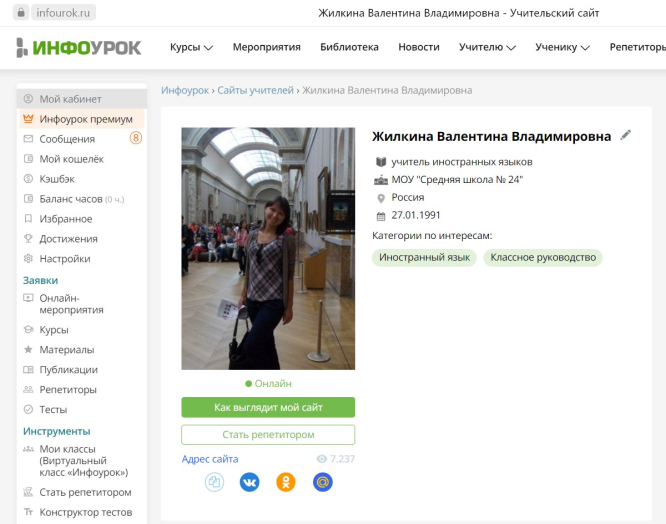 infourok.ru
Жилкина Валентина Владимировна - Учительский сайт
ИНФОУРОК
Курсы
Мероприятия
Библиотека
Новости
Учителю
Ученику
Репетиторы
Мой кабинет
Инфоурок премиум
Сообщения
8
Мой кошелёк
Кэшбэк
Баланс часов (0 ч.)
Избранное
Достижения
Настройки
Заявки
Онлайн-
мероприятия
Курсы
Материалы
Публикации
Репетиторы
Тесты
Инструменты
Мои классы
(Виртуальный
класс «Инфоурок»)
Стать репетитором
Конструктор тестов
Инфоурок › Сайты учителей › Жилкина Валентина Владимировна
Онлайн
Как выглядит мой сайт
Стать репетитором
Адрес сайта
7,237
Жилкина Валентина Владимировна
учитель иностранных языков
МОУ "Средняя школа № 24"
Россия
27.01.1991
Категории по интересам:
Иностранный язык
Классное руководство